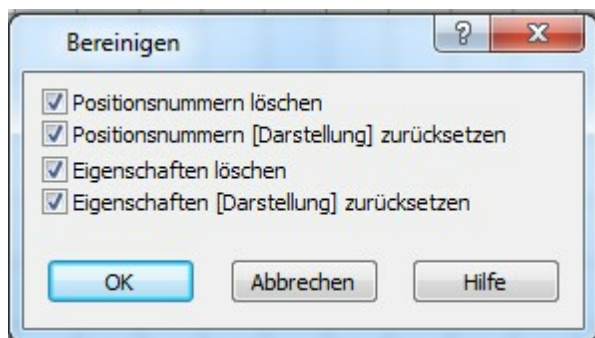 Bereinigen
Positionsnummern löschen
Positionsnummern [Darstellung] zurücksetzen
Eigenschaften löschen
Eigenschaften [Darstellung] zurücksetzen
OK Abbrechen Hilfe